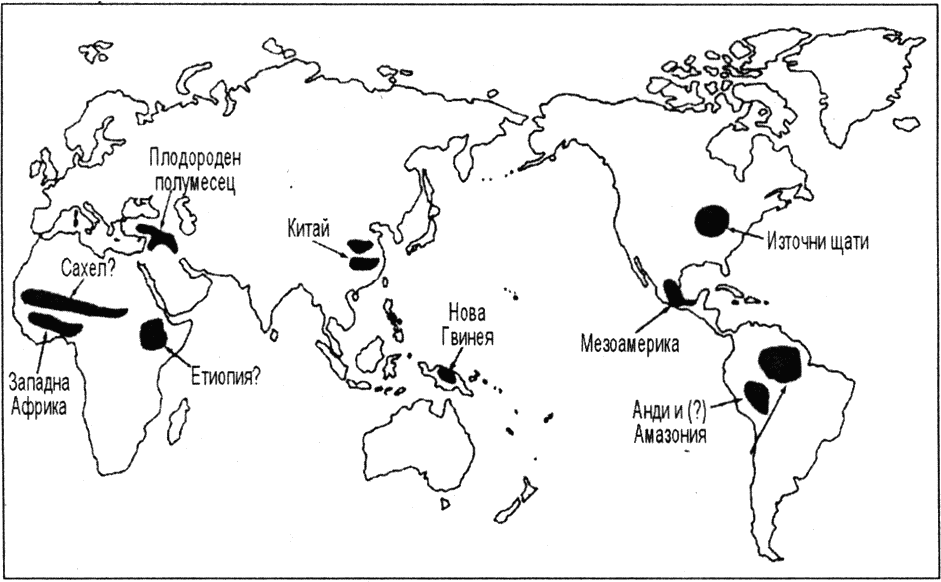 Плодороден
полумесец
Китай
Източни щати
Сахел?
Нова
Гвинея
Мезоамерика
Западна
Африка
Етиопия?
Анди и (?)
Амазония